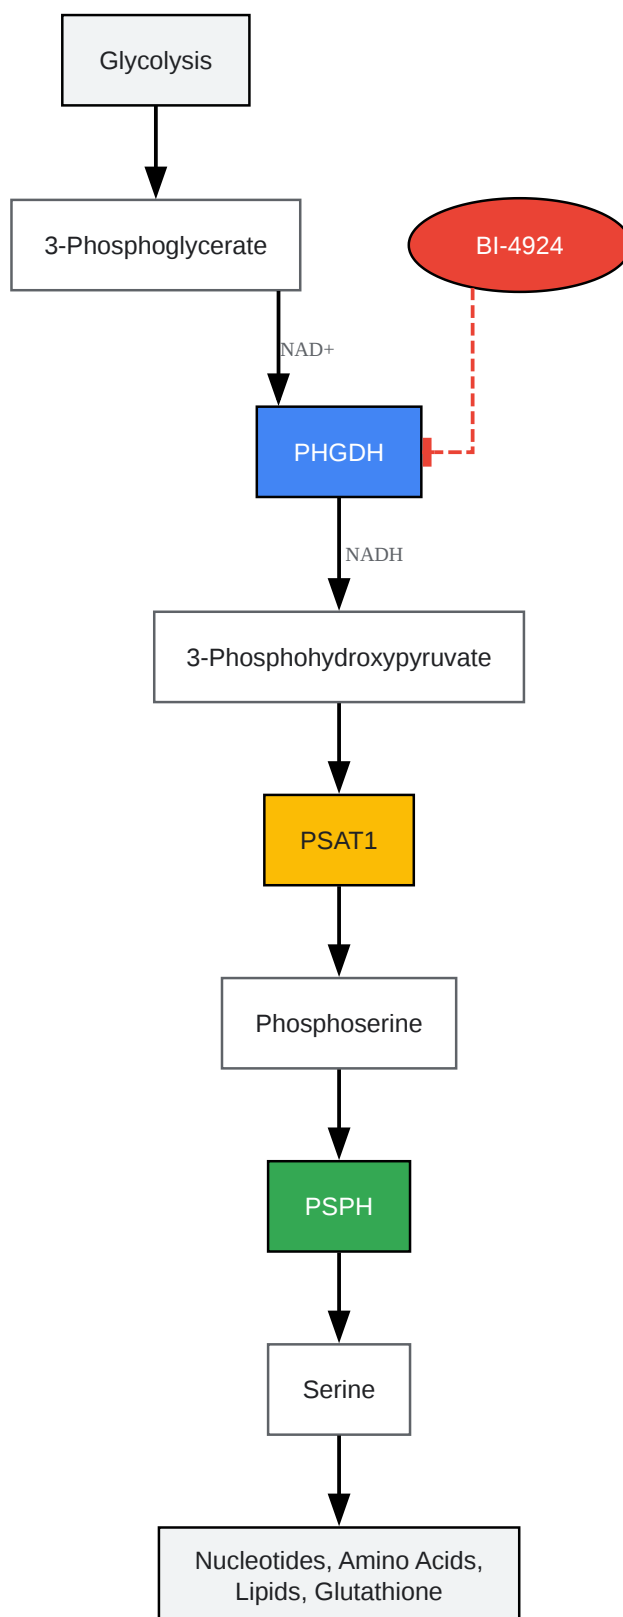 Glycolysis
3-Phosphoglycerate
BI-4924
NAD+
PHGDH
NADH
3-Phosphohydroxypyruvate
PSAT1
Phosphoserine
PSPH
Serine
Nucleotides, Amino Acids,
Lipids, Glutathione